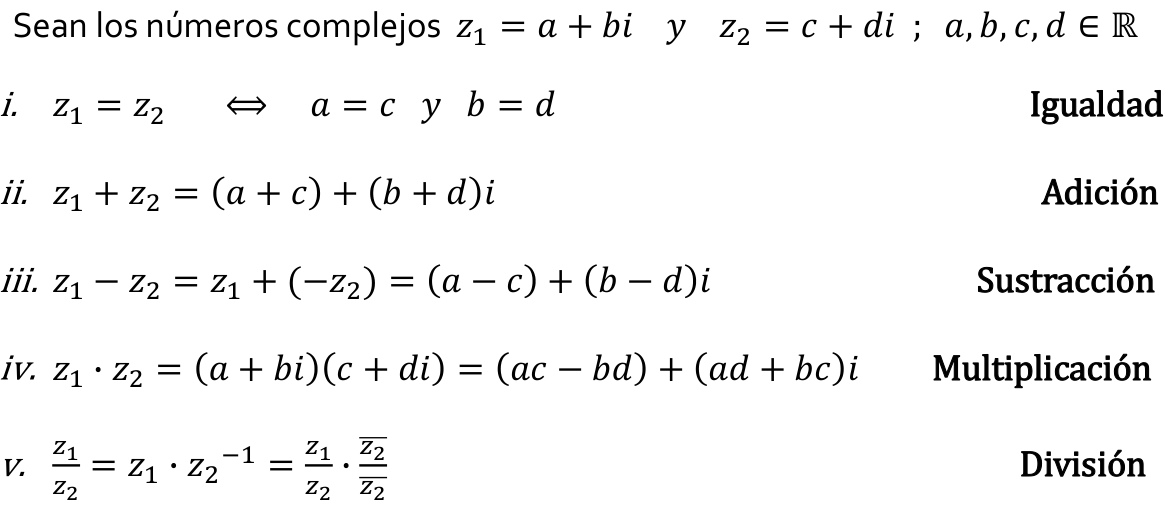 Sean los números complejos z₁ = a + bi y z₂ = c + di ; a, b, c, d ∈ ℝ
i. z₁ = z₂ ⟺ a = c y b = d Igualdad
ii. z₁ + z₂ = (a + c) + (b + d)i Adición
iii. z₁ − z₂ = z₁ + (−z₂) = (a − c) + (b − d)i Sustracción
iv. z₁ · z₂ = (a + bi)(c + di) = (ac − bd) + (ad + bc)i Multiplicación
v. z₁/z₂ = z₁ · z₂⁻¹ = z₁/z₂ · z̅₂/z̅₂ División